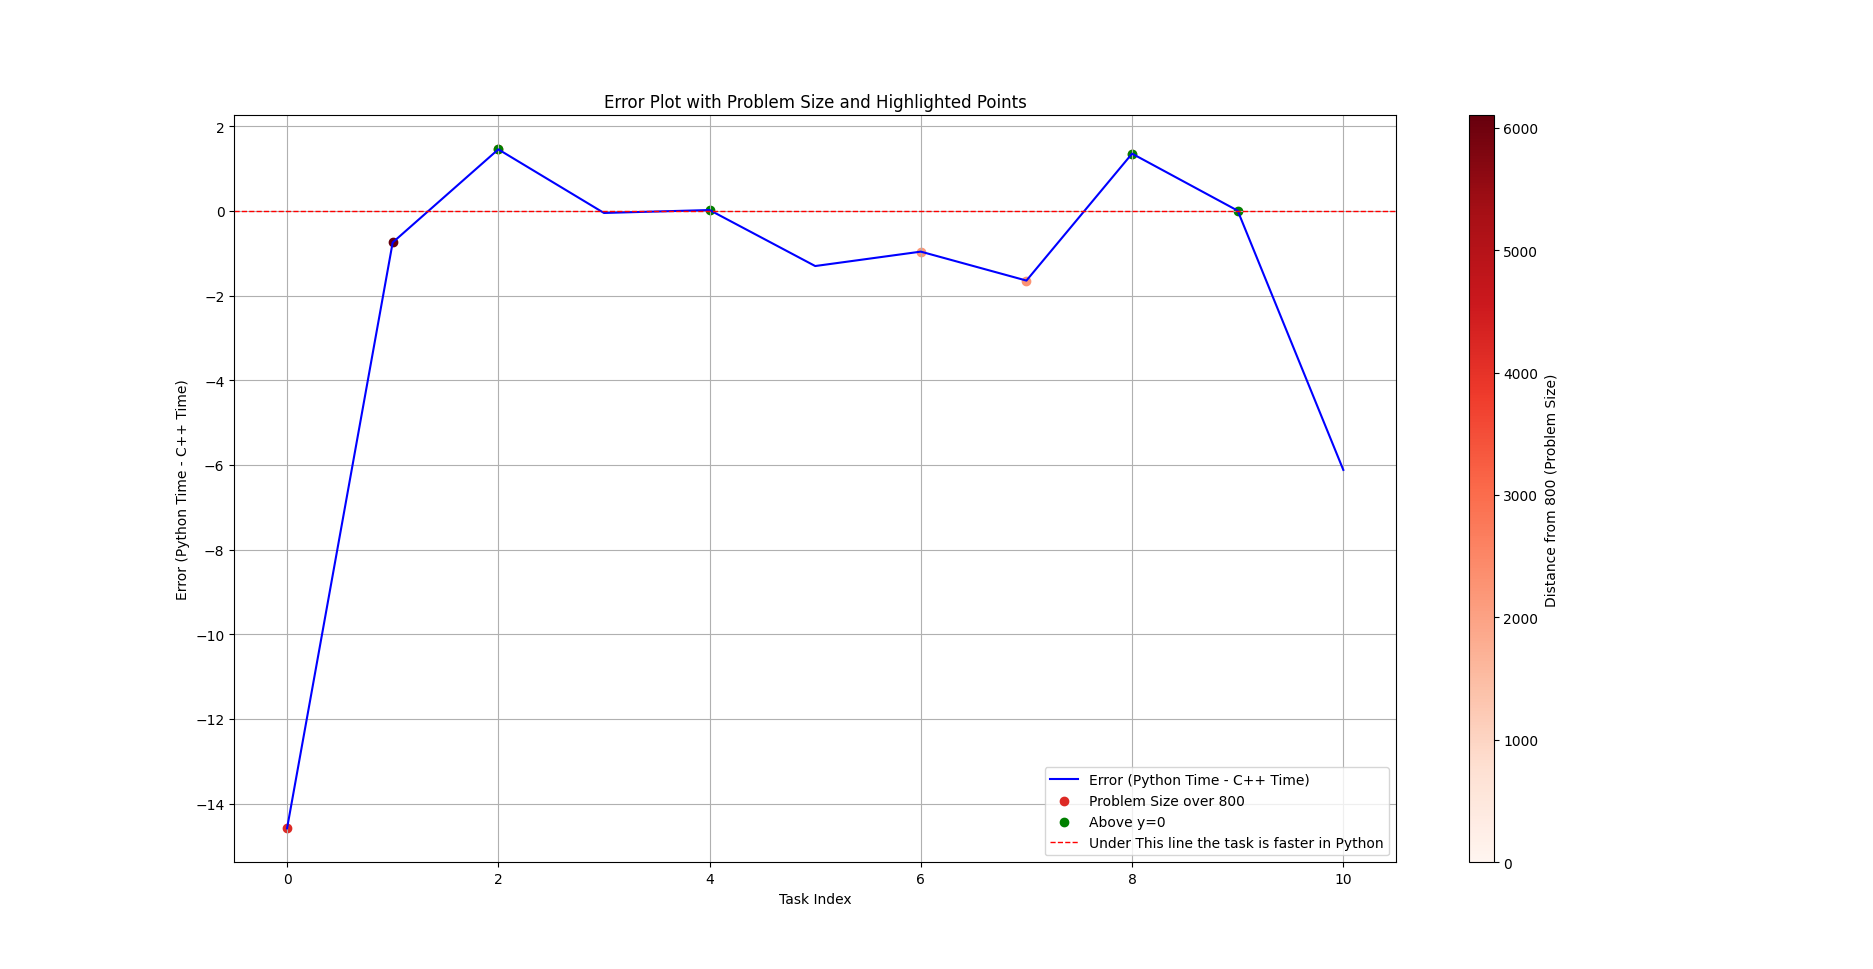 Error Plot with Problem Size and Highlighted Points
2
0
−2
−4
−6
−8
−10
−12
−14
Error (Python Time - C++ Time)
0
2
4
6
8
10
Task Index
Error (Python Time - C++ Time)
Problem Size over 800
Above y=0
Under This line the task is faster in Python
6000
5000
4000
3000
2000
1000
0
Distance from 800 (Problem Size)